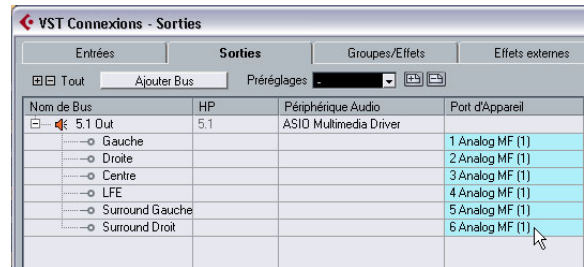 VST Connexions - Sorties
Entrées Sorties Groupes/Effets Effets externes
Tout Ajouter Bus Préréglages -
Nom de Bus HP Périphérique Audio Port d'Appareil
5.1 Out 5.1 ASIO Multimedia Driver
Gauche 1 Analog MF (1)
Droite 2 Analog MF (1)
Centre 3 Analog MF (1)
LFE 4 Analog MF (1)
Surround Gauche 5 Analog MF (1)
Surround Droit 6 Analog MF (1)